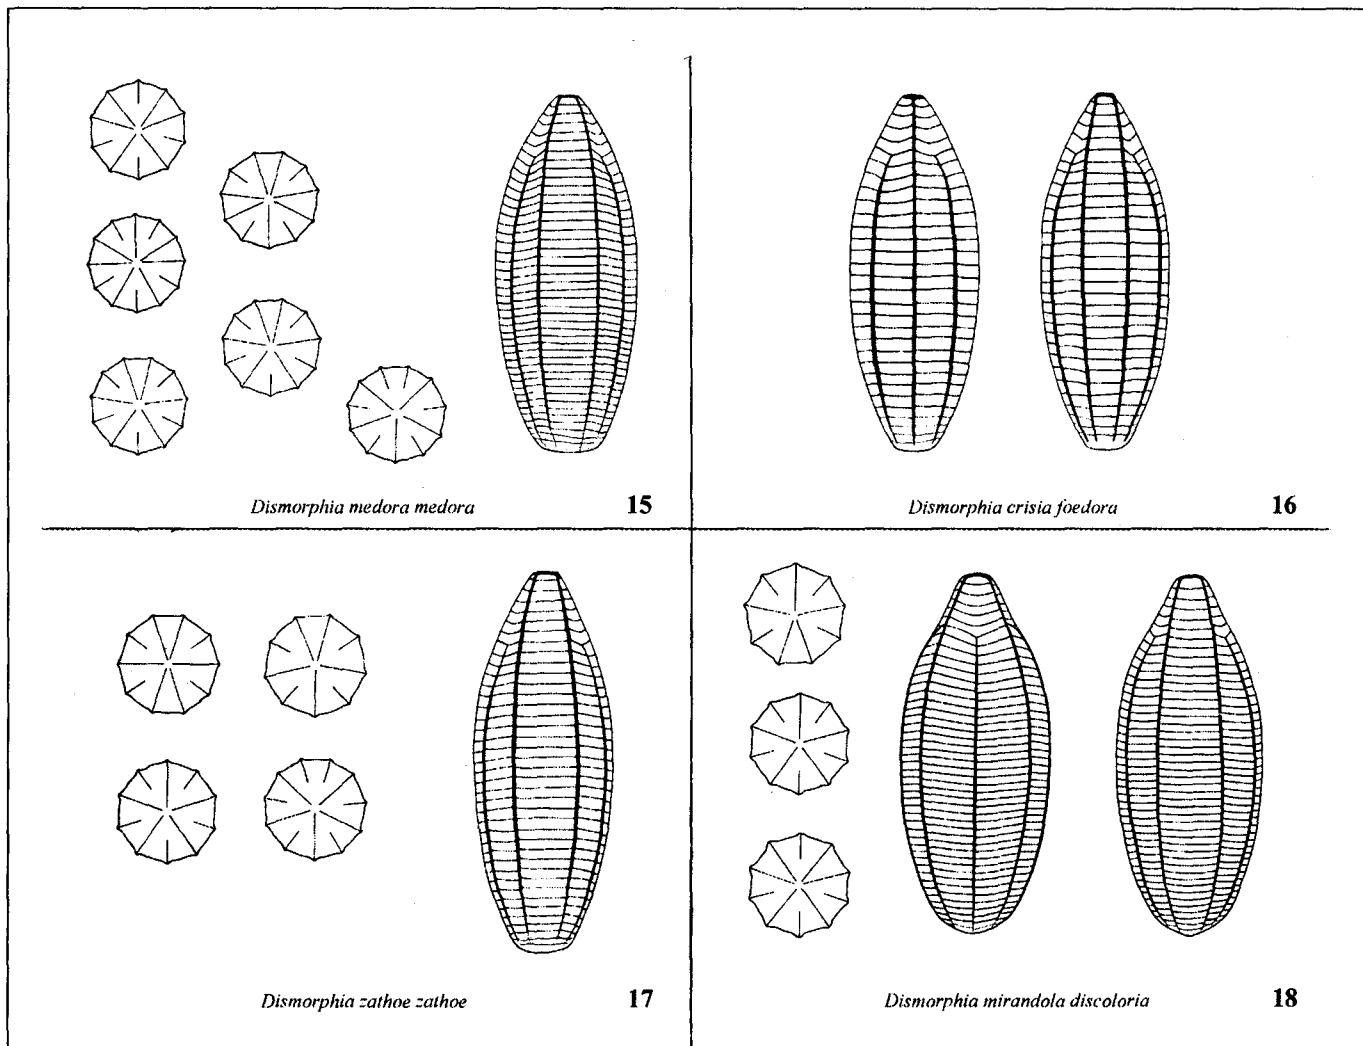 Dismorphia medora medora 15
Dismorphia crisia foedora 16
Dismorphia zathoe zathoe 17
Dismorphia mirandola discoloria 18